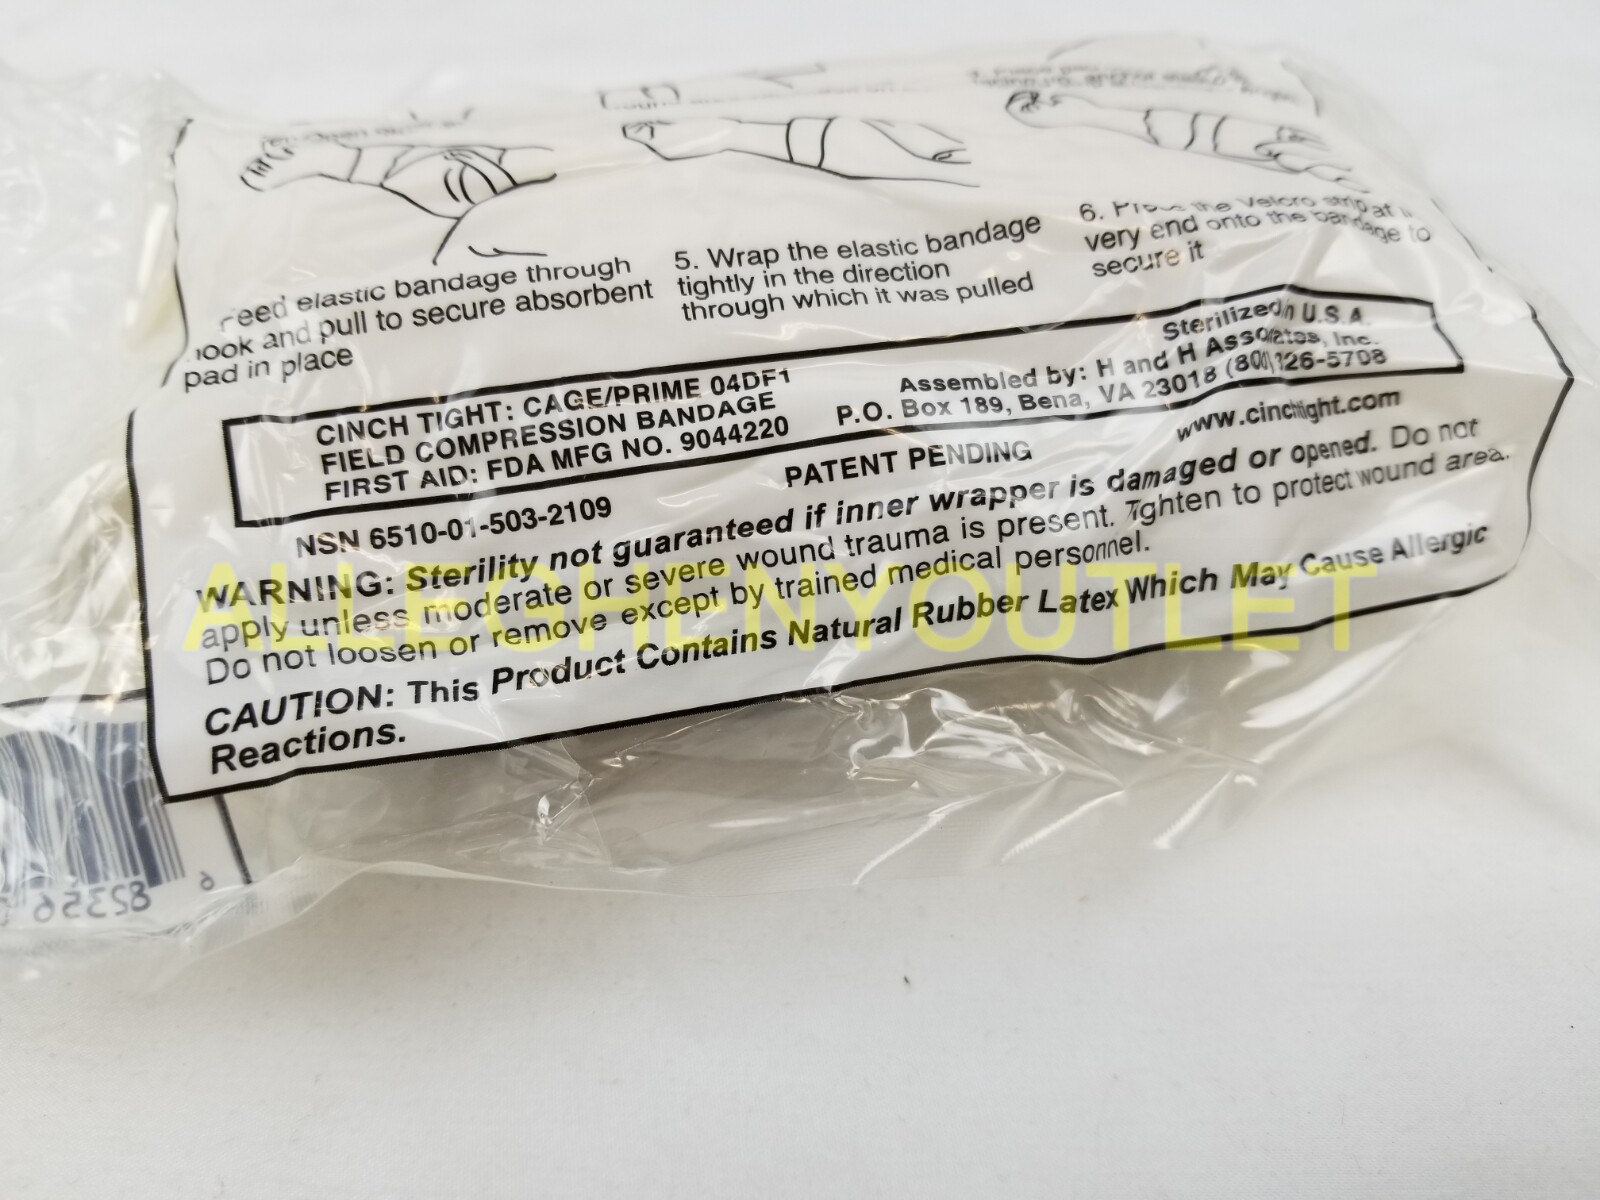 elastic bandage through
and pull to secure absorbent
pad in place
5. Wrap the elastic bandage
tightly in the direction
through which it was pulled
6. the Velcro strip at
very end onto the bandage to
secure it
CINCH TIGHT: CAGE/PRIME 04DF1
FIELD COMPRESSION BANDAGE
FIRST AID: FDA MFG NO. 9044220
Sterilized in U.S.A.
Assembled by: H and H Associates, Inc.
P.O. Box 189, Bena, VA 23018
NSN 6510-01-503-2109
PATENT PENDING
www.cinchtight.com
WARNING: Sterility not guaranteed if inner wrapper is damaged or opened. Do not
apply unless moderate or severe wound trauma is present. Tighten to protect wound area.
Do not loosen or remove except by trained medical personnel.
CAUTION: This Product Contains Natural Rubber Latex Which May Cause Allergic
Reactions.
ALLEGHENYOUTLET
6
82356